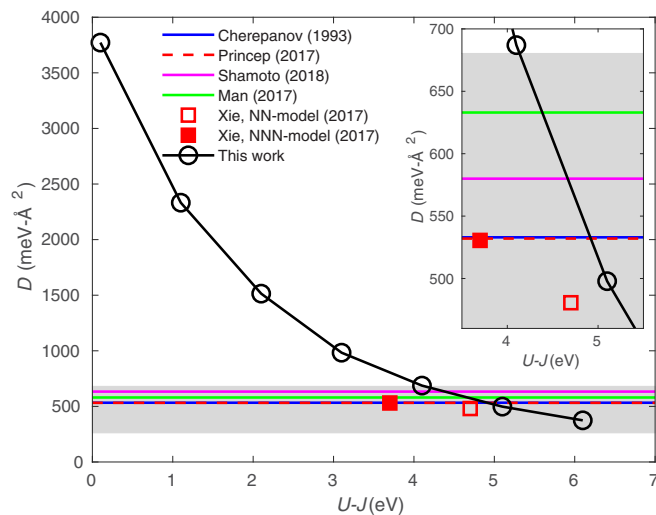 4000
3500
3000
2500
2000
1500
1000
500
0
D (meV-Å²)
0 1 2 3 4 5 6 7
U-J(eV)
Cherepanov (1993)
Princep (2017)
Shamoto (2018)
Man (2017)
Xie, NN-model (2017)
Xie, NNN-model (2017)
This work
700
650
600
550
500
D (meV-Å²)
4 5
U-J(eV)